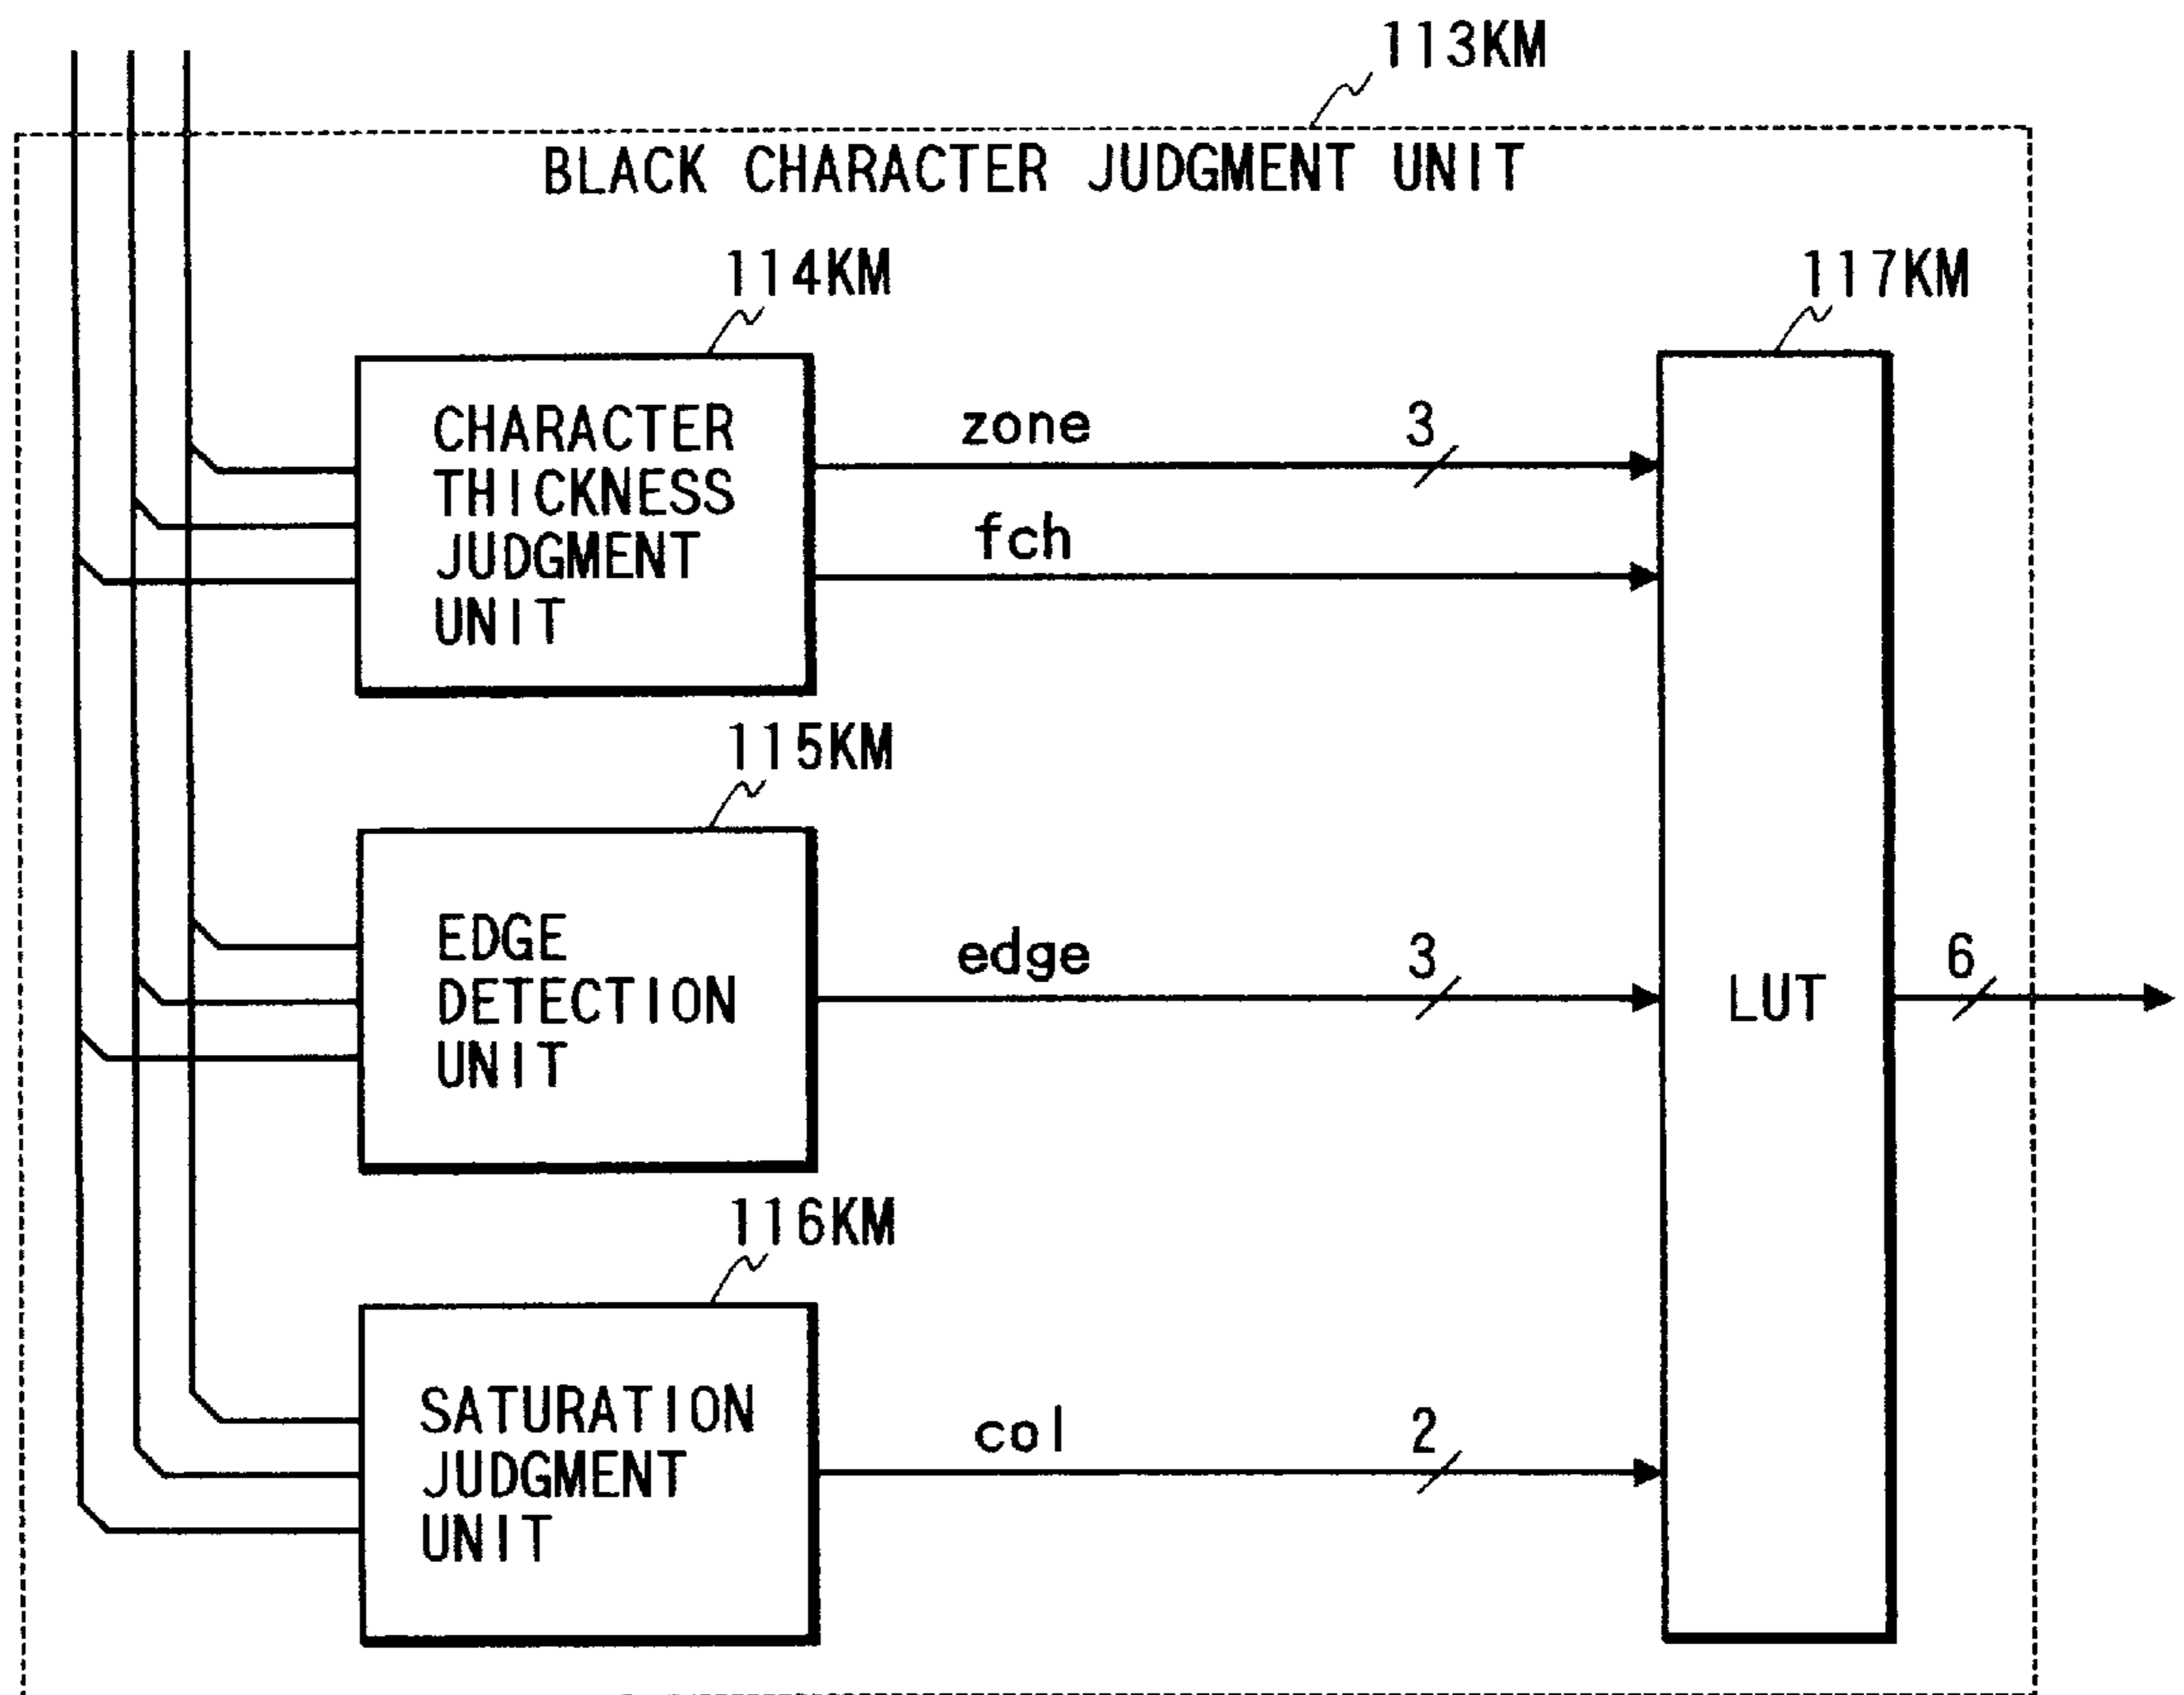 113KM
BLACK CHARACTER JUDGMENT UNIT
114KM
117KM
CHARACTER
THICKNESS
JUDGMENT
UNIT
zone
3
fch
115KM
EDGE
DETECTION
UNIT
edge
3
LUT
6
116KM
SATURATION
JUDGMENT
UNIT
col
2